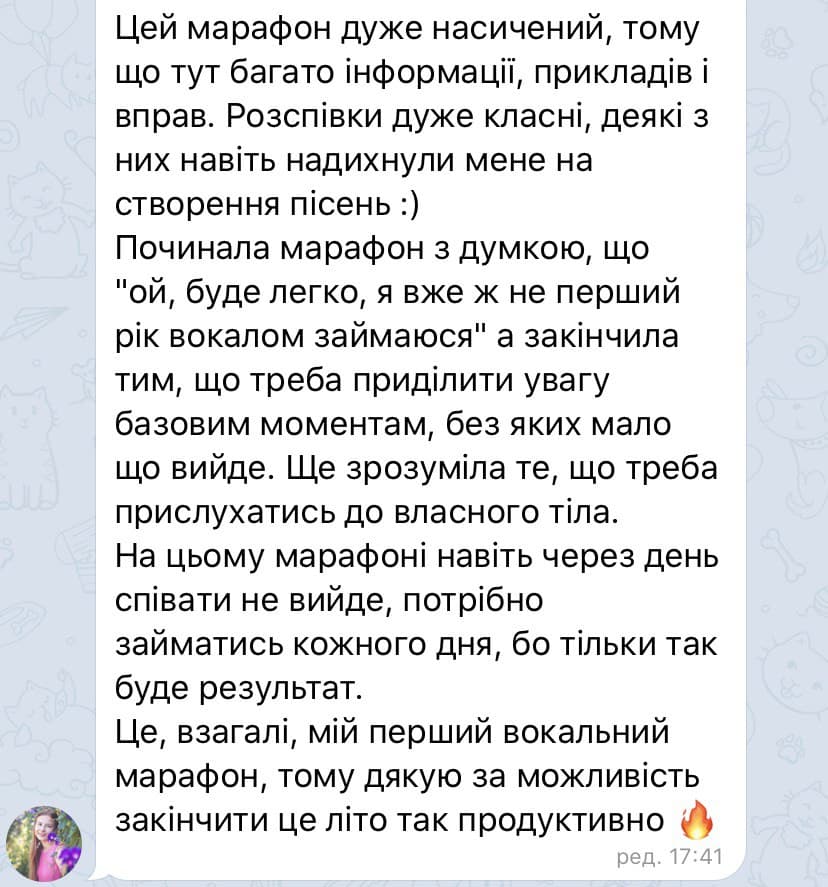 Цей марафон дуже насичений, тому
що тут багато інформації, прикладів і
вправ. Розспівки дуже класні, деякі з
них навіть надихнули мене на
створення пісень :)
Починала марафон з думкою, що
"ой, буде легко, я вже ж не перший
рік вокалом займаюся" а закінчила
тим, що треба приділити увагу
базовим моментам, без яких мало
що вийде. Ще зрозуміла те, що треба
прислухатись до власного тіла.
На цьому марафоні навіть через день
співати не вийде, потрібно
займатись кожного дня, бо тільки так
буде результат.
Це, взагалі, мій перший вокальний
марафон, тому дякую за можливість
закінчити це літо так продуктивно 🔥
ред. 17:41